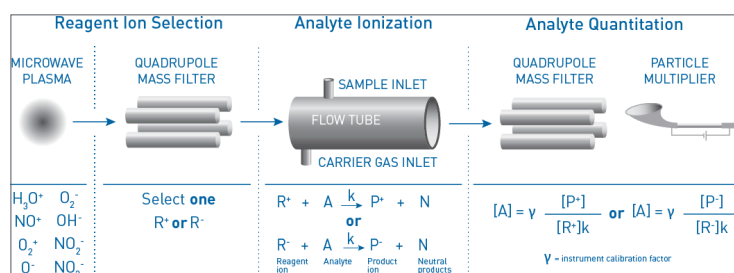 Reagent Ion Selection
Analyte Ionization
Analyte Quantitation
MICROWAVE
PLASMA
QUADRUPOLE
MASS FILTER
SAMPLE INLET
FLOW TUBE
CARRIER GAS INLET
QUADRUPOLE
MASS FILTER
PARTICLE
MULTIPLIER
H₃O⁺ O₂⁻
NO⁺ OH⁻
O₂⁺ NO₂⁻
O⁻ NO₃⁻
Select one
R⁺ or R⁻
R⁺ + A k P⁺ + N
or
R⁻ + A k P⁻ + N
Reagent ion
Analyte
Product ion
Neutral products
[A] = γ [P⁺] / [R⁺]k or [A] = γ [P⁻] / [R⁻]k
γ - instrument calibration factor